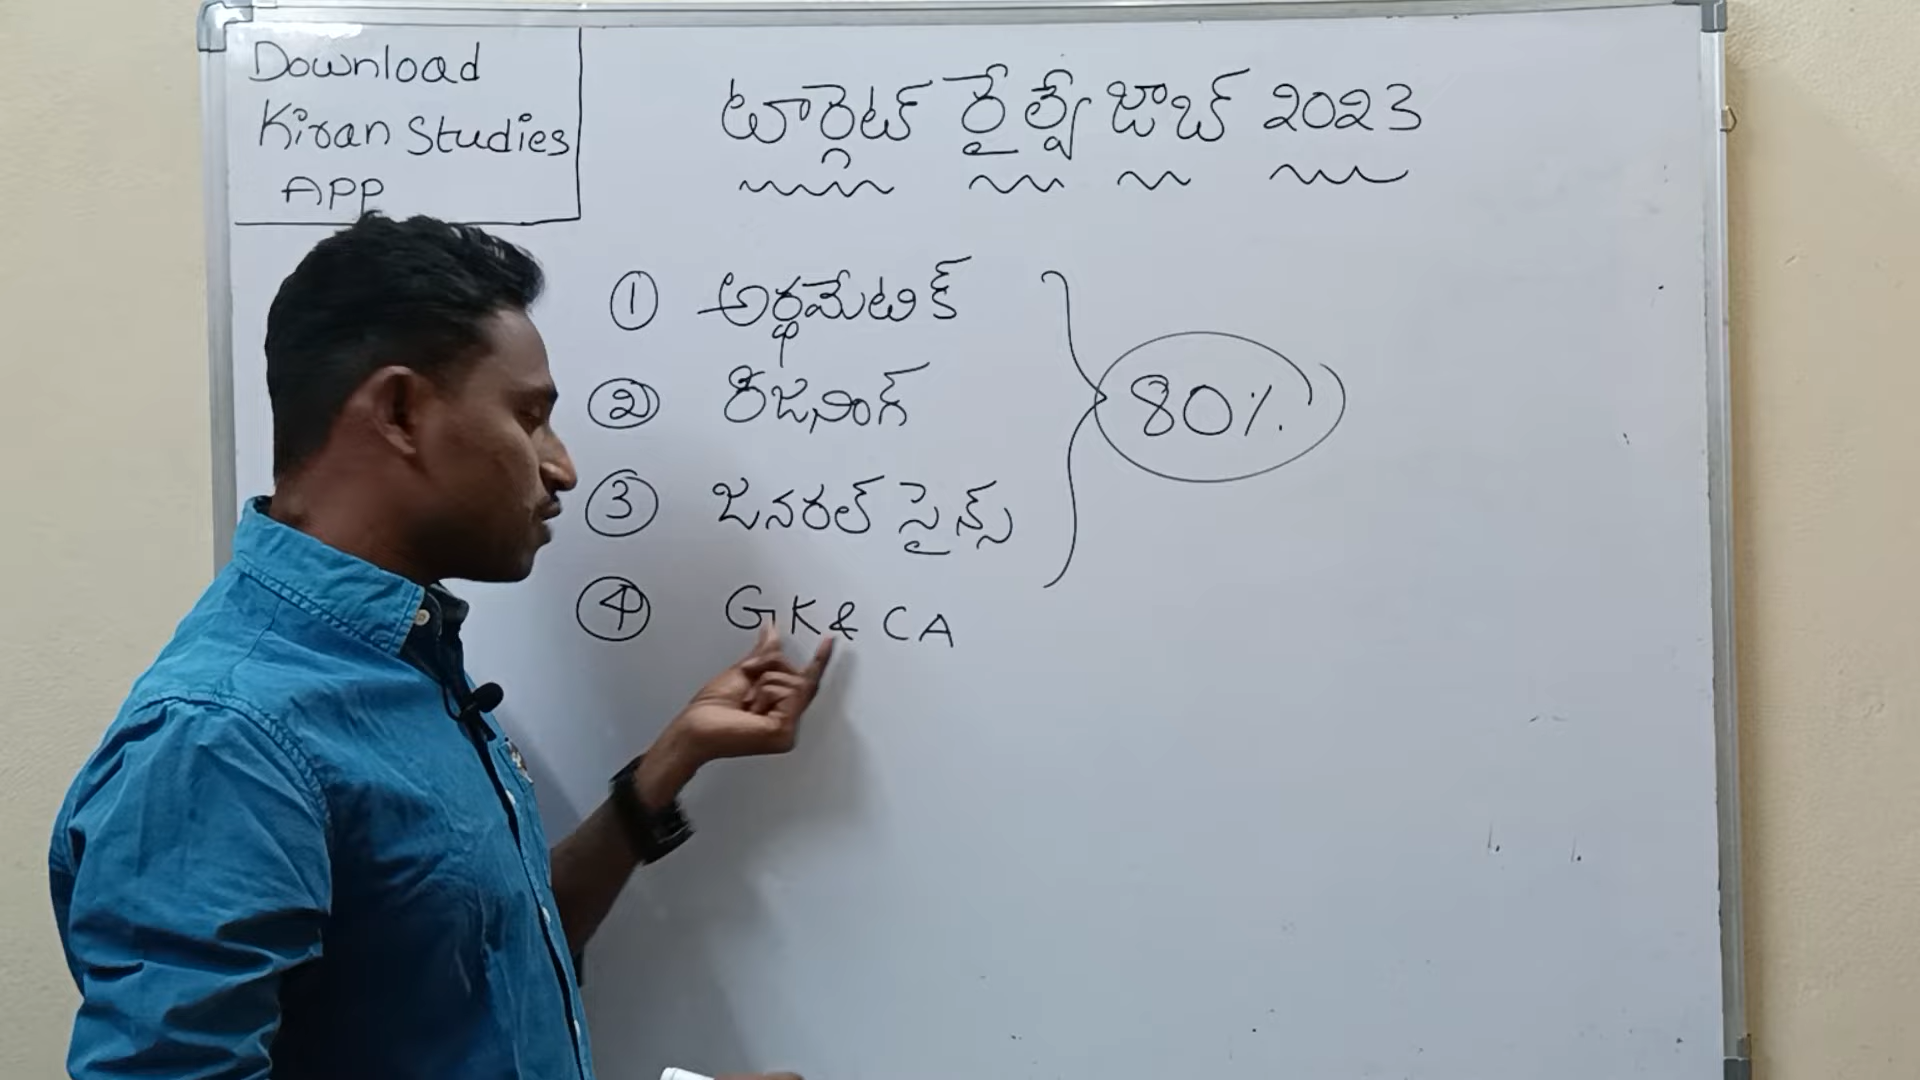 Download
Kiran Studies
APP
టార్గెట్ రైల్వే జాబ్ 2023
① అర్థమేటిక్
② రీజనింగ్
③ జనరల్ సైన్స్
④ GK & CA
80%